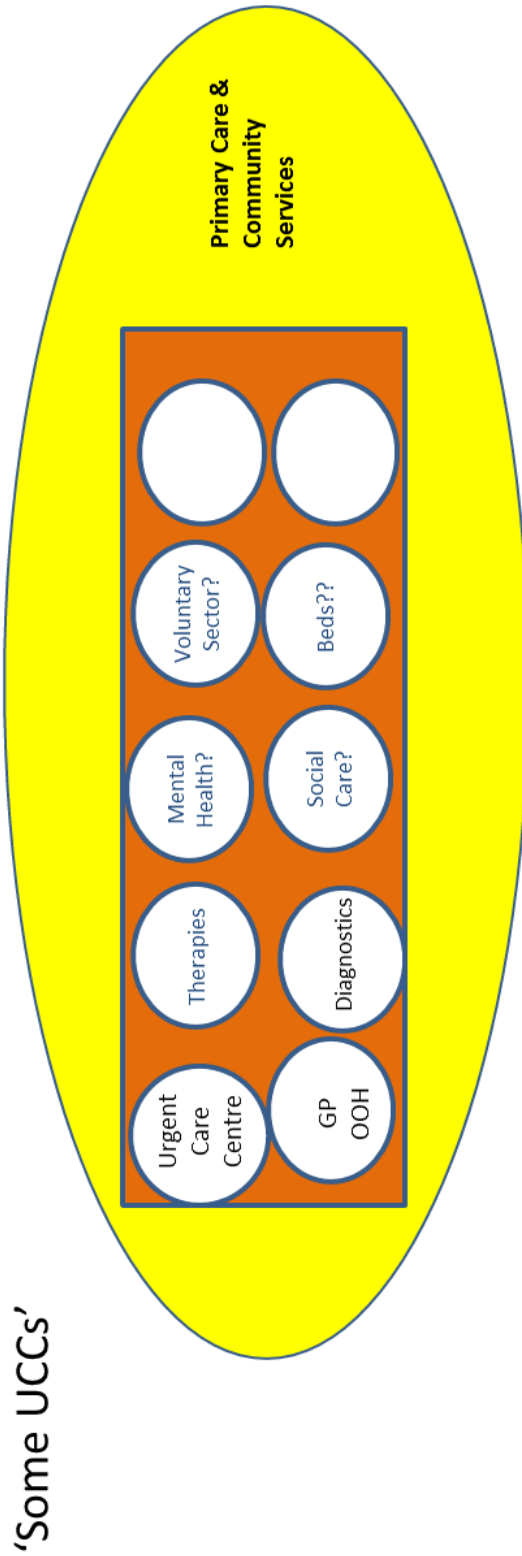 ‘Some UCCs’
Urgent
Care
Centre
Therapies
Mental
Health?
Voluntary
Sector?
GP
OOH
Diagnostics
Social
Care?
Beds??
Primary Care &
Community
Services